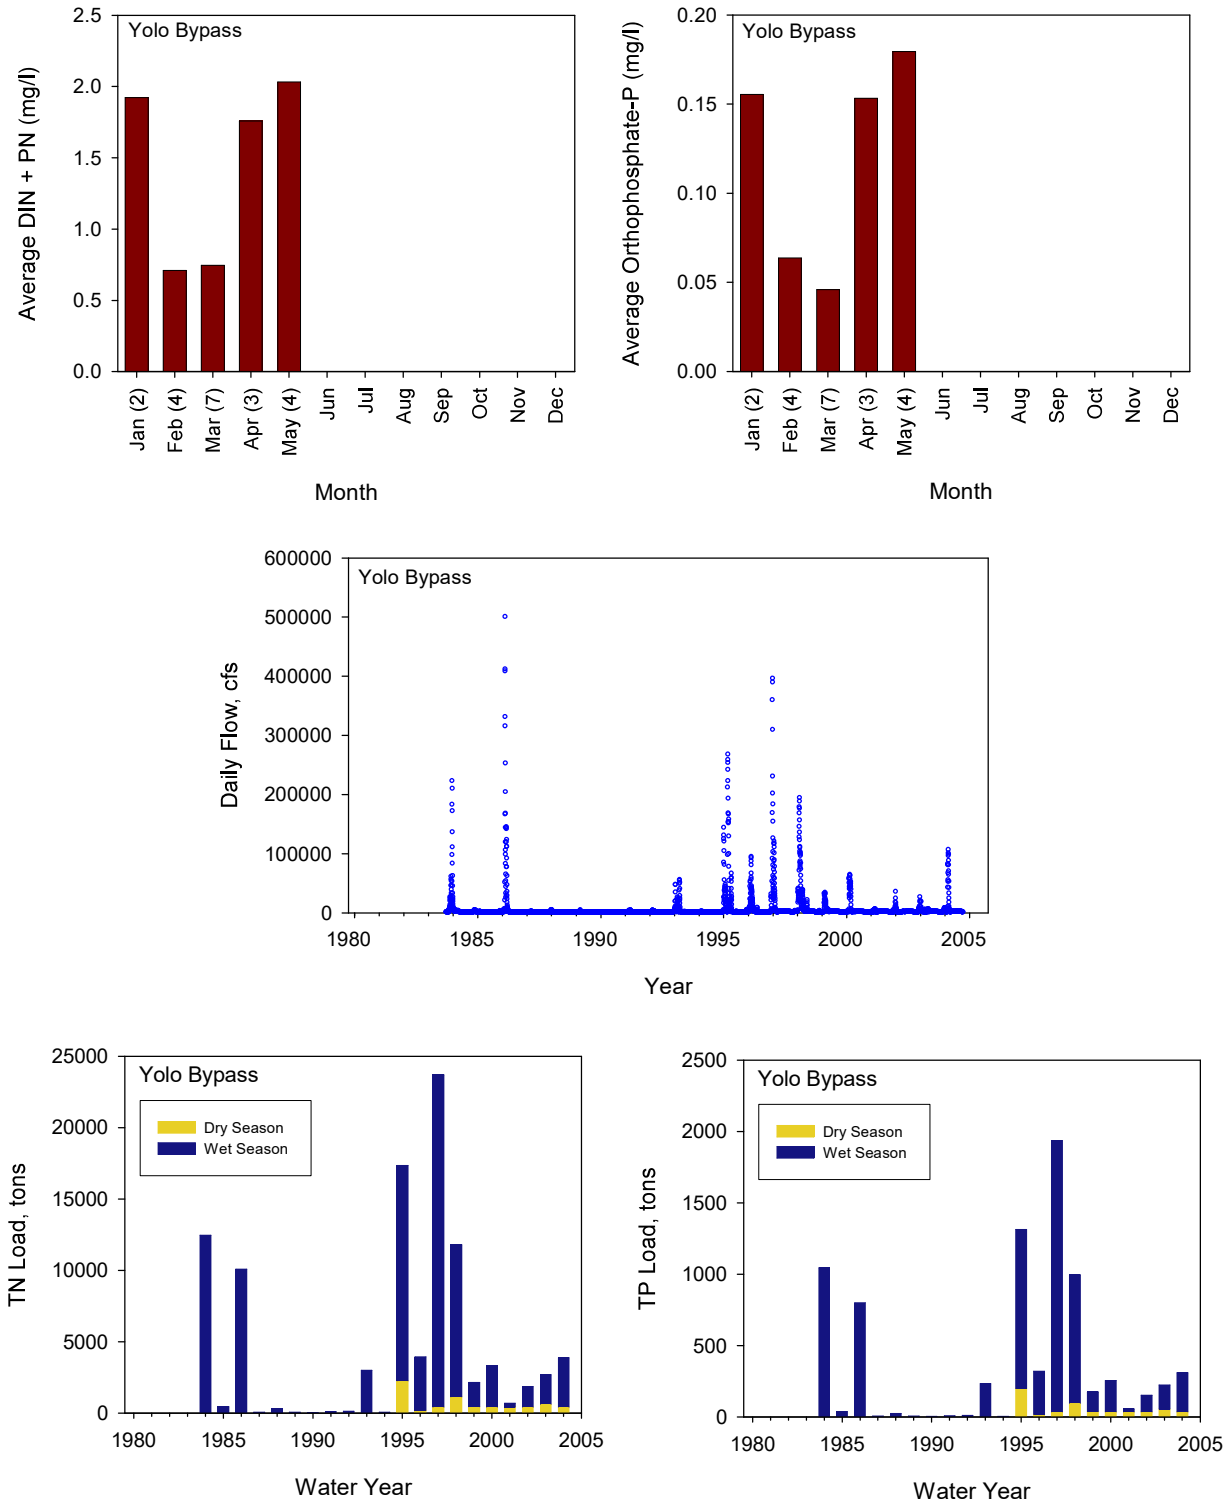 Yolo Bypass
Average DIN + PN (mg/l)
2.5
2.0
1.5
1.0
0.5
0.0
Jan (2)
Feb (4)
Mar (7)
Apr (3)
May (4)
Jun
Jul
Aug
Sep
Oct
Nov
Dec
Month
Yolo Bypass
Average Orthophosphate-P (mg/l)
0.20
0.15
0.10
0.05
0.00
Jan (2)
Feb (4)
Mar (7)
Apr (3)
May (4)
Jun
Jul
Aug
Sep
Oct
Nov
Dec
Month
Yolo Bypass
Daily Flow, cfs
600000
500000
400000
300000
200000
100000
0
1980 1985 1990 1995 2000 2005
Year
Yolo Bypass
Dry Season
Wet Season
TN Load, tons
25000
20000
15000
10000
5000
0
1980 1985 1990 1995 2000 2005
Water Year
Yolo Bypass
Dry Season
Wet Season
TP Load, tons
2500
2000
1500
1000
500
0
1980 1985 1990 1995 2000 2005
Water Year